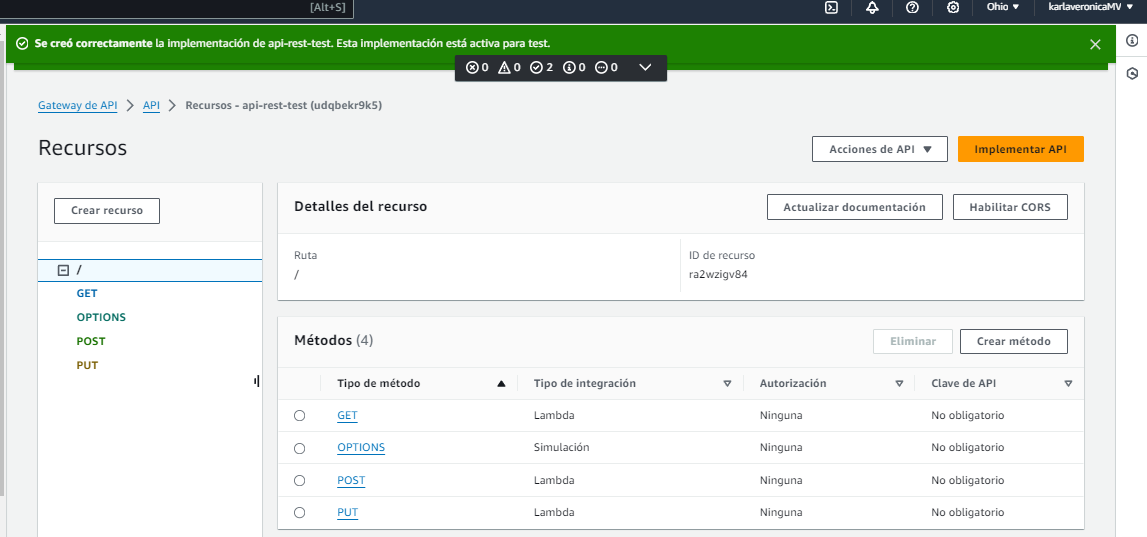 [Alt+S]
Ohio ▼ karlaveronicaMV ▼
Se creó correctamente la implementación de api-rest-test. Esta implementación está activa para test.
0 0 2 0 0
Gateway de API > API > Recursos - api-rest-test (udqbekr9k5)
Recursos
Acciones de API ▼ Implementar API
Crear recurso
/
GET
OPTIONS
POST
PUT
Detalles del recurso
Actualizar documentación Habilitar CORS
Ruta ID de recurso
/ ra2wzigv84
Métodos (4)
Eliminar Crear método
Tipo de método Tipo de integración Autorización Clave de API
GET Lambda Ninguna No obligatorio
OPTIONS Simulación Ninguna No obligatorio
POST Lambda Ninguna No obligatorio
PUT Lambda Ninguna No obligatorio